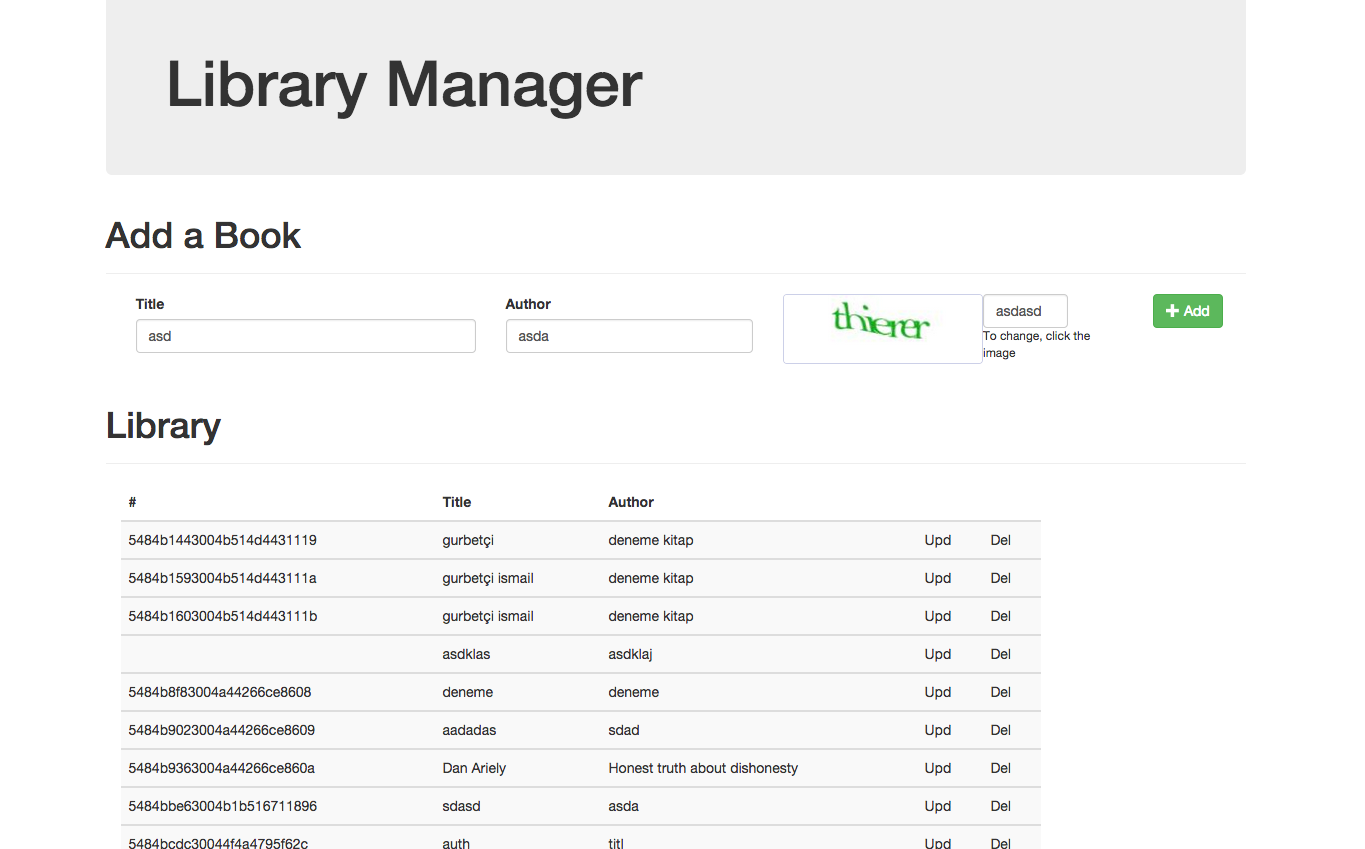 Library Manager
Add a Book
Title
Author
asd
asda
thierer
asdasd
To change, click the
image
+ Add
Library
# Title Author
5484b1443004b514d4431119 gurbetçi deneme kitap Upd Del
5484b1593004b514d443111a gurbetçi ismail deneme kitap Upd Del
5484b1603004b514d443111b gurbetçi ismail deneme kitap Upd Del
asdklas asdklaj Upd Del
5484b8f83004a44266ce8608 deneme deneme Upd Del
5484b9023004a44266ce8609 aadadas sdad Upd Del
5484b9363004a44266ce860a Dan Ariely Honest truth about dishonesty Upd Del
5484bbe63004b1b516711896 sdasd asda Upd Del
5484bcdc30044f4a4795f62c auth titl Upd Del